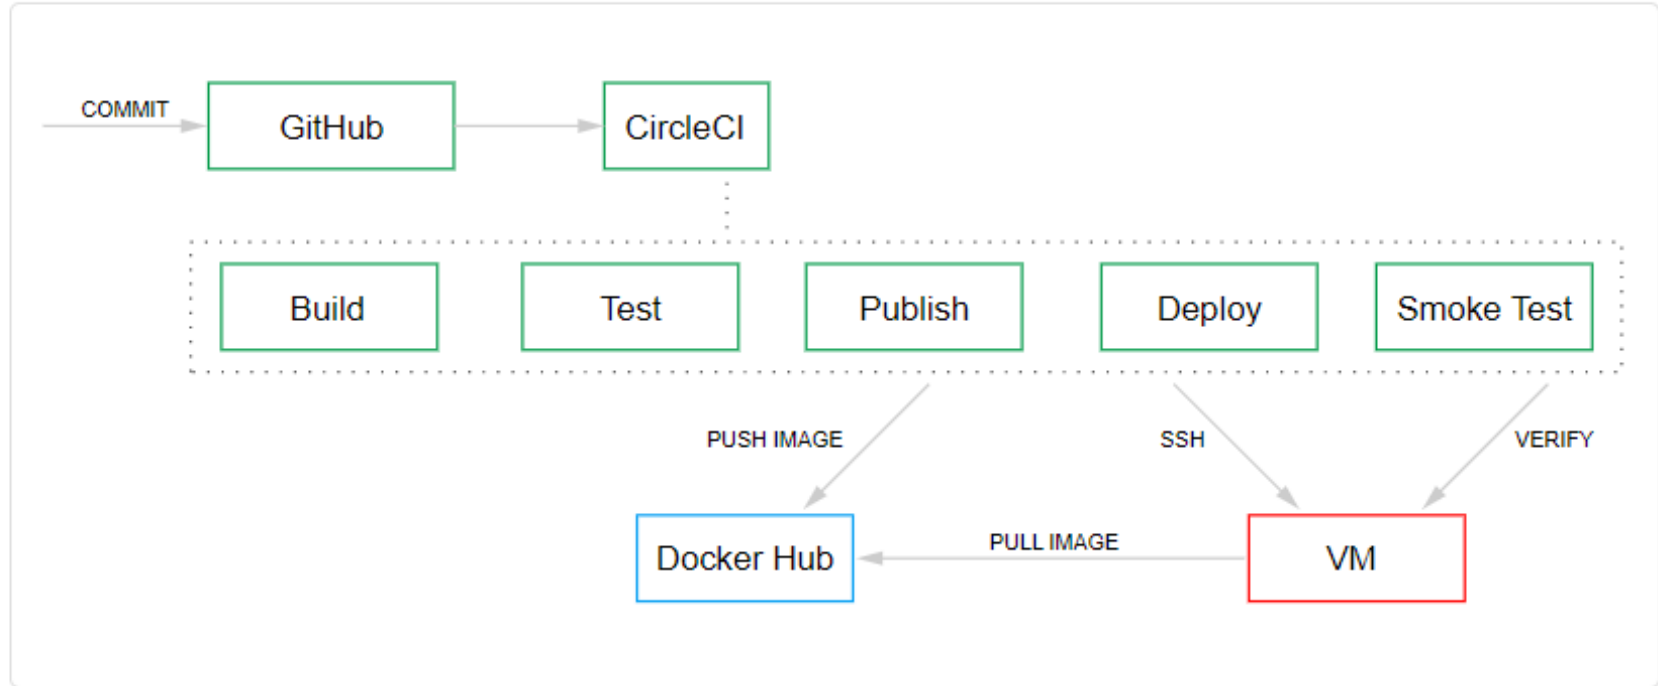 COMMIT
GitHub
CircleCI
Build
Test
Publish
Deploy
Smoke Test
PUSH IMAGE
SSH
VERIFY
Docker Hub
PULL IMAGE
VM